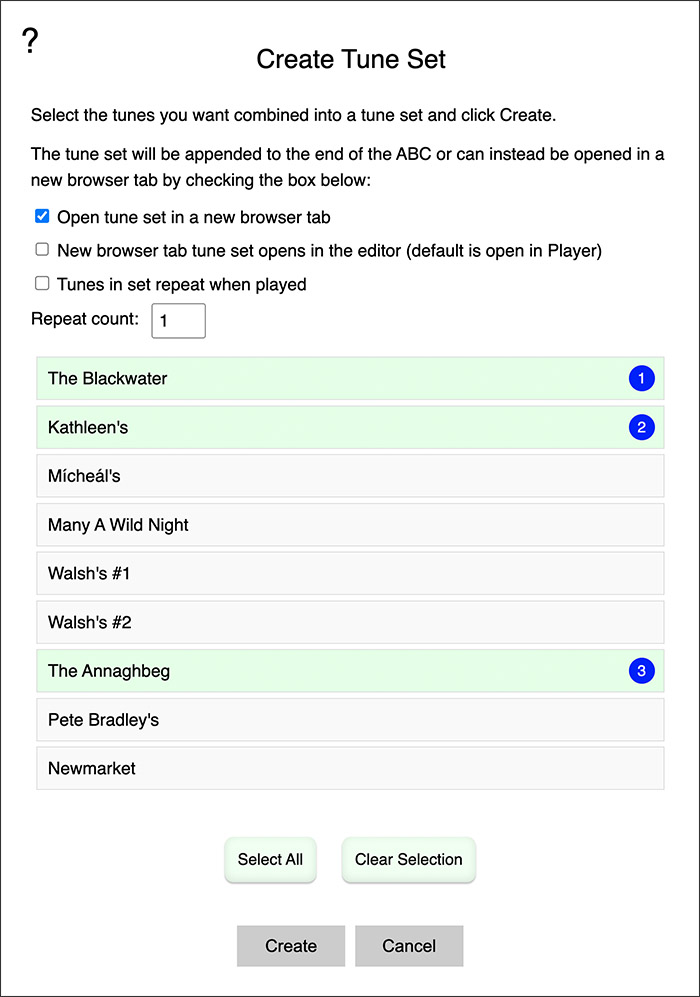 ?
Create Tune Set
Select the tunes you want combined into a tune set and click Create.
The tune set will be appended to the end of the ABC or can instead be opened in a
new browser tab by checking the box below:
Open tune set in a new browser tab
New browser tab tune set opens in the editor (default is open in Player)
Tunes in set repeat when played
Repeat count: 1
The Blackwater 1
Kathleen's 2
Mícheál's
Many A Wild Night
Walsh's #1
Walsh's #2
The Annaghbeg 3
Pete Bradley's
Newmarket
Select All Clear Selection
Create Cancel